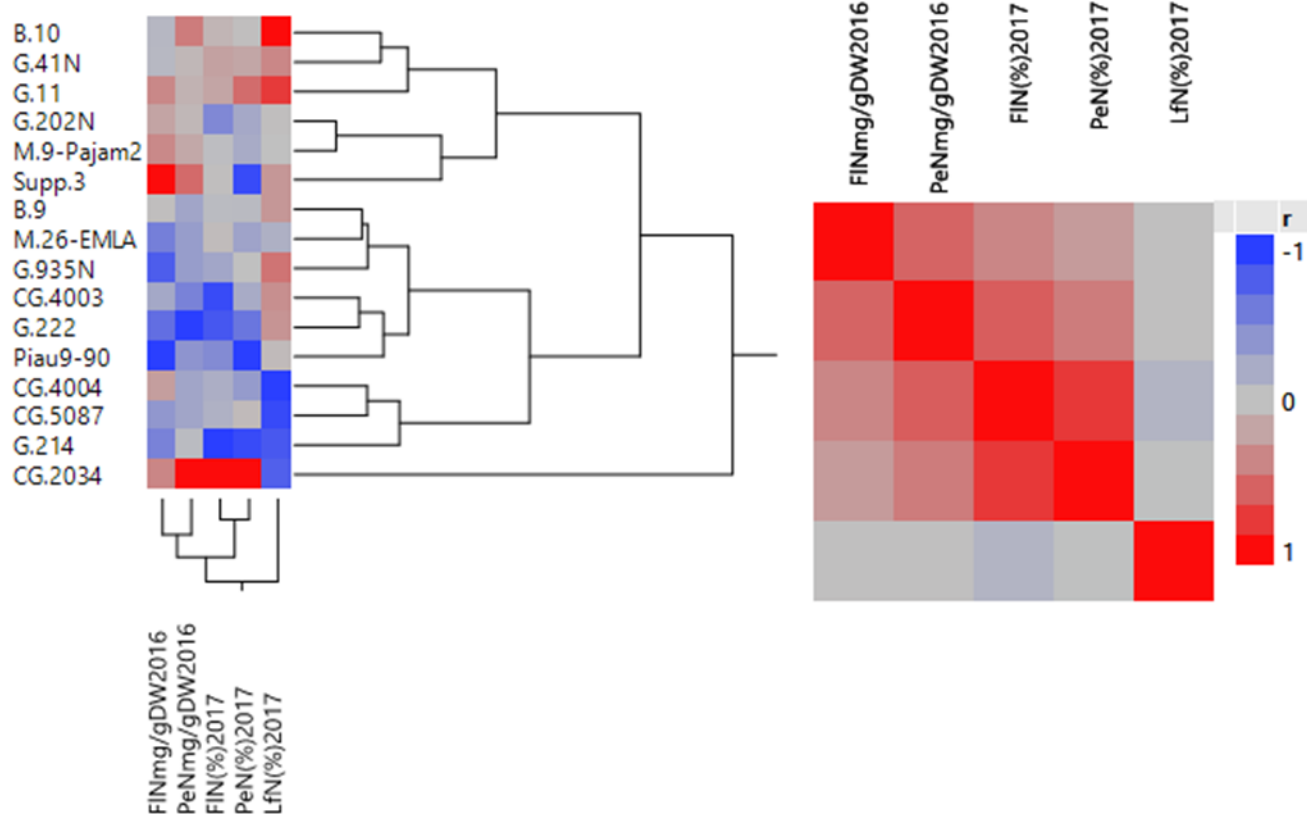 B.10
G.41N
G.11
G.202N
M.9-Pajam2
Supp.3
B.9
M.26-EMLA
G.935N
CG.4003
G.222
Piau9-90
CG.4004
CG.5087
G.214
CG.2034
FlNmg/gDW2016
PeNmg/gDW2016
FlN(%)2017
PeN(%)2017
LfN(%)2017
FlNmg/gDW2016
PeNmg/gDW2016
FlN(%)2017
PeN(%)2017
LfN(%)2017
r
-1
0
1